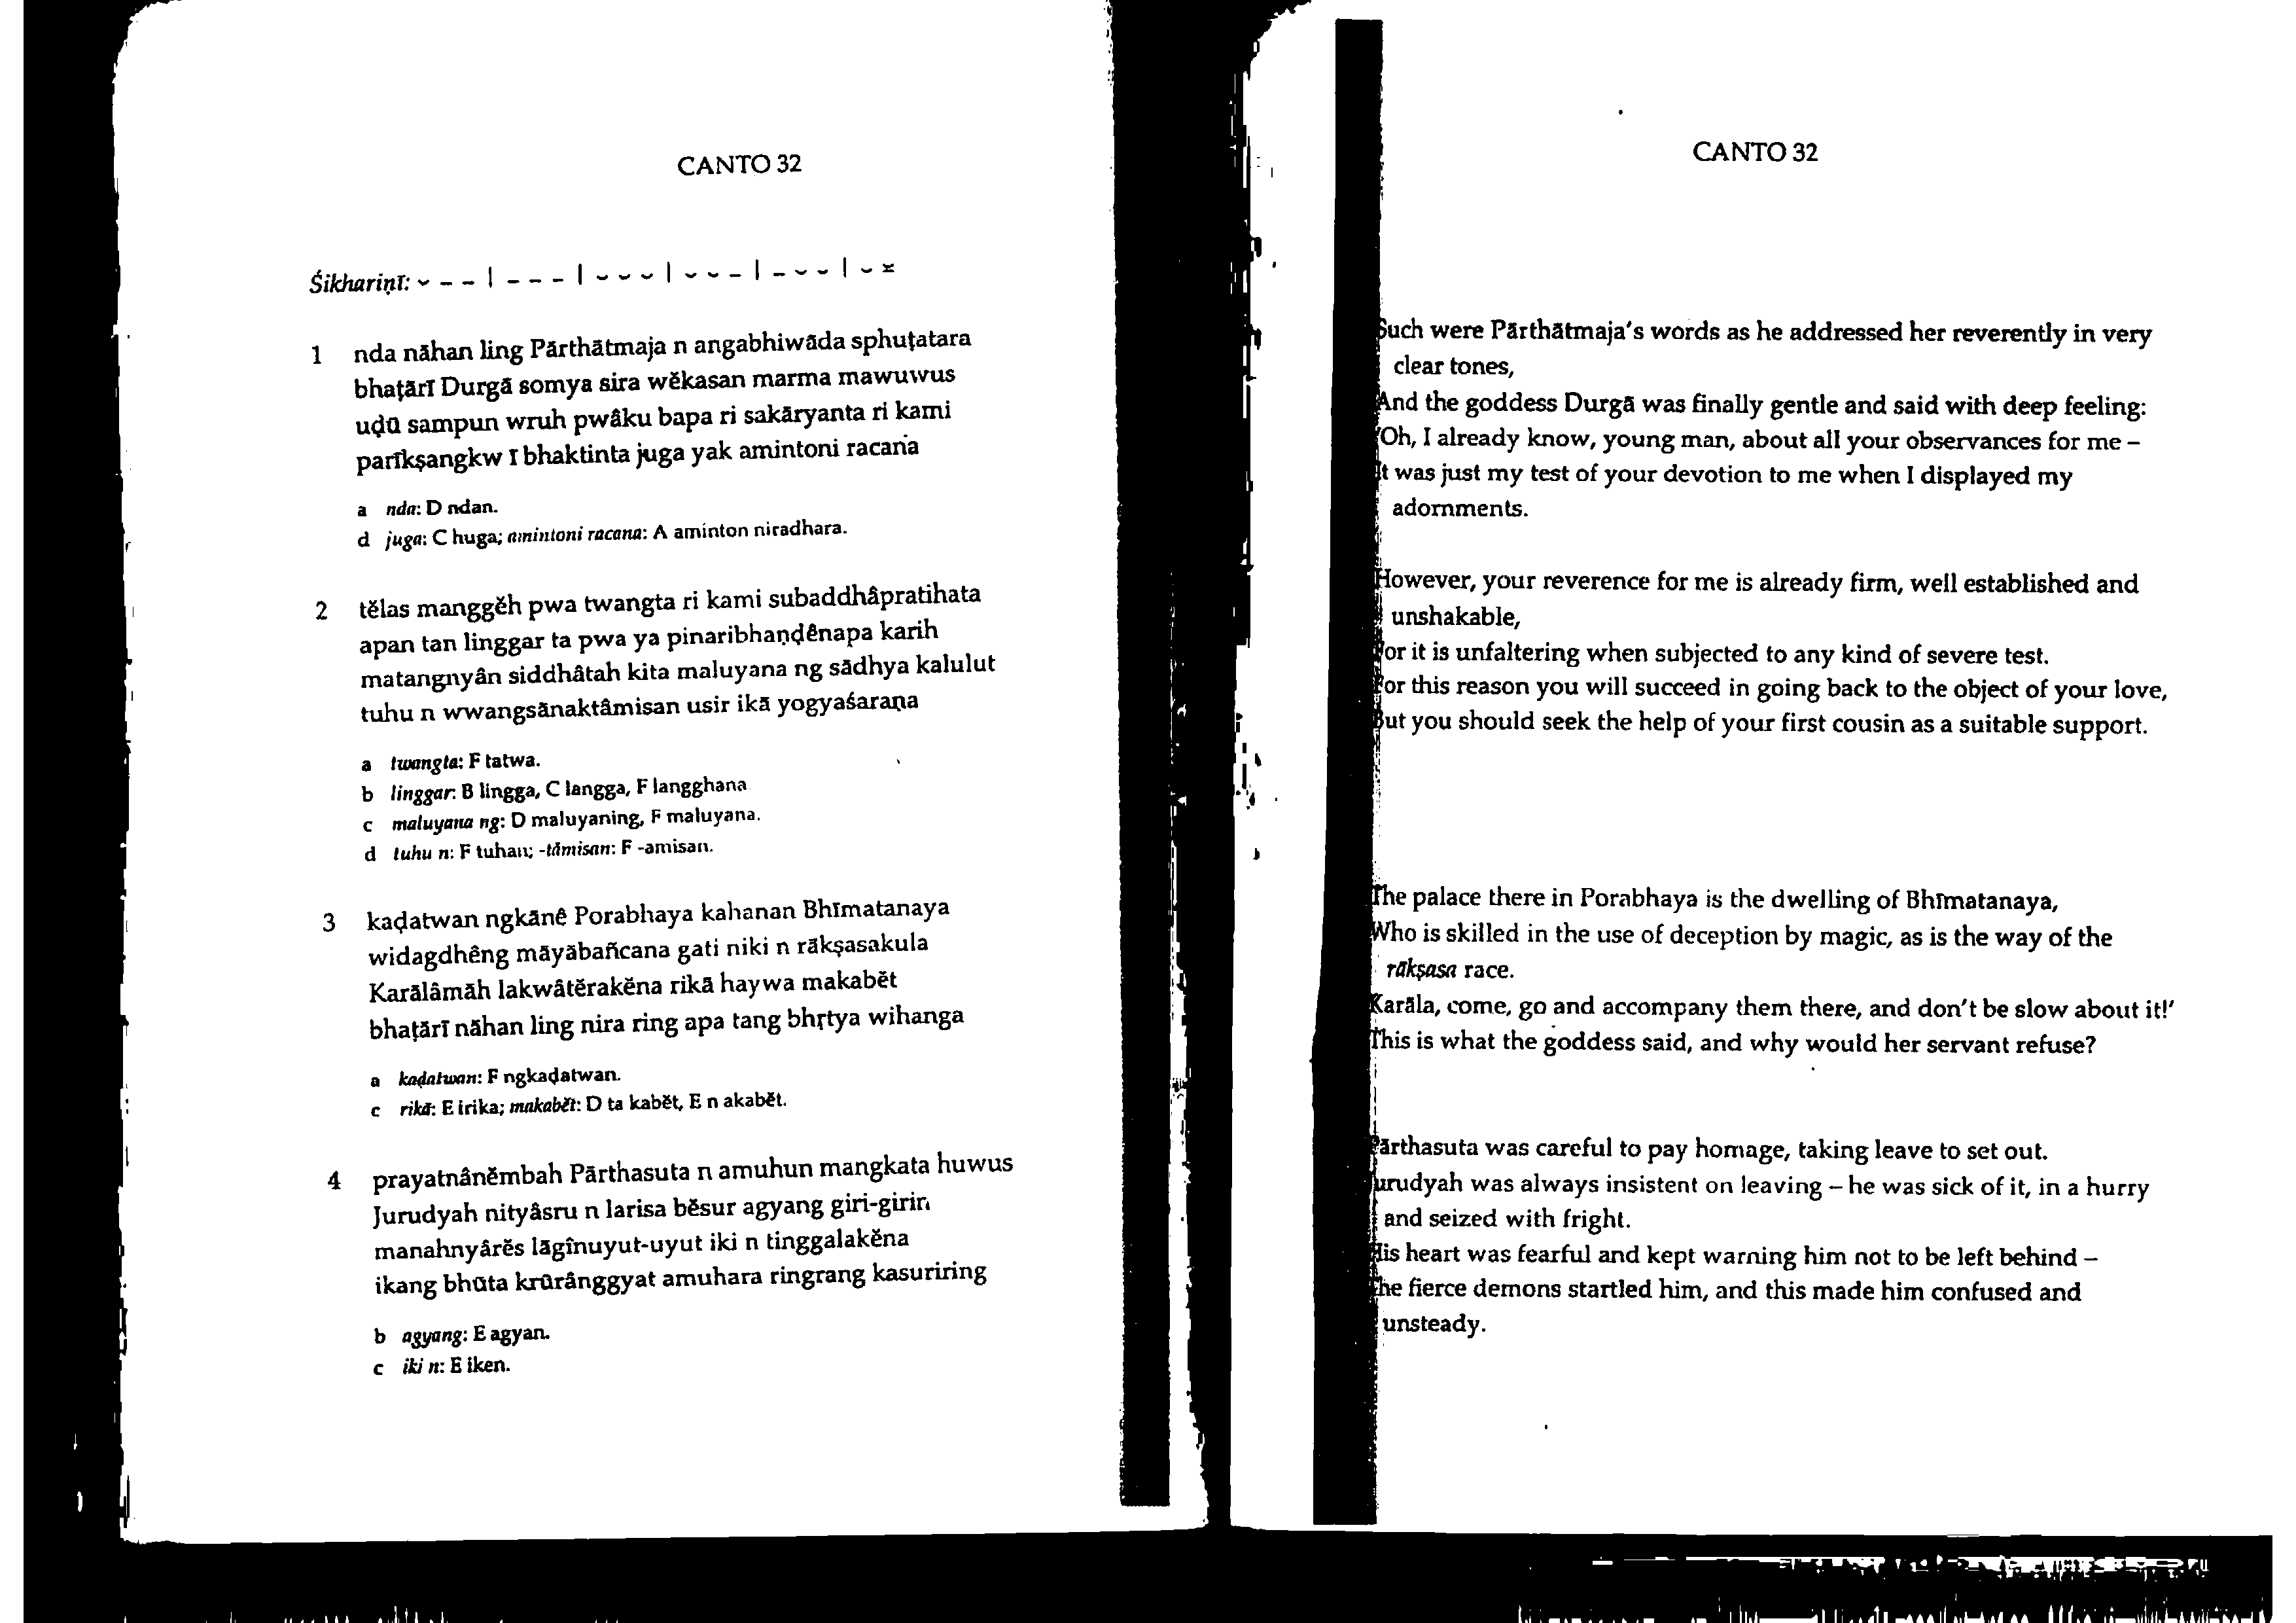 CANTO 32
Śikhariṇī: ⏑ – – | – – – | ⏑ ⏑ ⏑ | ⏑ ⏑ – | – ⏑ ⏑ | ⏑ ⏓
1 nda nāhan ling Pārthātmaja n angabhiwāda sphuṭatara
bhaṭārī Durgā somya sira wĕkasan marma mawuwus
uḍū sampun wruh pwâku bapa ri sakāryanta ri kami
parīkṣangkw ī bhaktinta juga yak amintoni racana
a nda: D ndan.
d juga: C huga; amintoni racana: A aminton niradhara.
2 tĕlas manggĕh pwa twangta ri kami subaddhâpratihata
apan tan linggar ta pwa ya pinaribhaṇḍênapa karih
matangnyân siddhâtah kita maluyana ng sādhya kalulut
tuhu n wwangsānaktâmisan usir ikā yogyaśaraṇa
a twangta: F tatwa.
b linggar: B lingga, C langga, F langghana
c maluyana ng: D maluyaning, F maluyana.
d tuhu n: F tuhan; -tâmisan: F -amisan.
3 kaḍatwan ngkānê Porabhaya kahanan Bhīmatanaya
widagdhêng māyābañcana gati niki n rākṣasakula
Karālâmāh lakwâtĕrakĕna rikā haywa makabĕt
bhaṭārī nāhan ling nira ring apa tang bhṛtya wihanga
a kaḍatwan: F ngkaḍatwan.
c rikā: E irika; makabĕt: D ta kabĕt, E n akabĕt.
4 prayatnânĕmbah Pārthasuta n amuhun mangkata huwus
Jurudyah nityâsru n larisa bĕsur agyang giri-girin
manahnyârĕs lāgînuyut-uyut iki n tinggalakĕna
ikang bhūta krūrânggyat amuhara ringrang kasuriring
b agyang: E agyan.
c iki n: E iken.
CANTO 32
Such were Pārthātmaja's words as he addressed her reverently in very
clear tones,
And the goddess Durgā was finally gentle and said with deep feeling:
'Oh, I already know, young man, about all your observances for me –
It was just my test of your devotion to me when I displayed my
adornments.
However, your reverence for me is already firm, well established and
unshakable,
For it is unfaltering when subjected to any kind of severe test.
For this reason you will succeed in going back to the object of your love,
But you should seek the help of your first cousin as a suitable support.
The palace there in Porabhaya is the dwelling of Bhīmatanaya,
Who is skilled in the use of deception by magic, as is the way of the
rākṣasa race.
Karāla, come, go and accompany them there, and don't be slow about it!'
This is what the goddess said, and why would her servant refuse?
Pārthasuta was careful to pay homage, taking leave to set out.
Jurudyah was always insistent on leaving – he was sick of it, in a hurry
and seized with fright.
His heart was fearful and kept warning him not to be left behind –
The fierce demons startled him, and this made him confused and
unsteady.